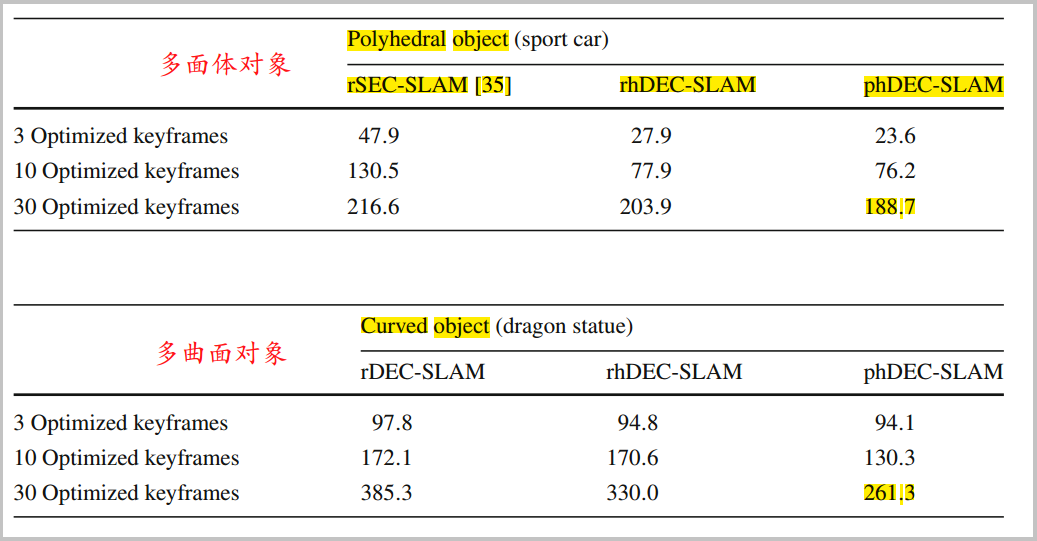 多面体对象
Polyhedral object (sport car)
rSEC-SLAM [35] rhDEC-SLAM phDEC-SLAM
3 Optimized keyframes 47.9 27.9 23.6
10 Optimized keyframes 130.5 77.9 76.2
30 Optimized keyframes 216.6 203.9 188.7
多曲面对象
Curved object (dragon statue)
rDEC-SLAM rhDEC-SLAM phDEC-SLAM
3 Optimized keyframes 97.8 94.8 94.1
10 Optimized keyframes 172.1 170.6 130.3
30 Optimized keyframes 385.3 330.0 261.3